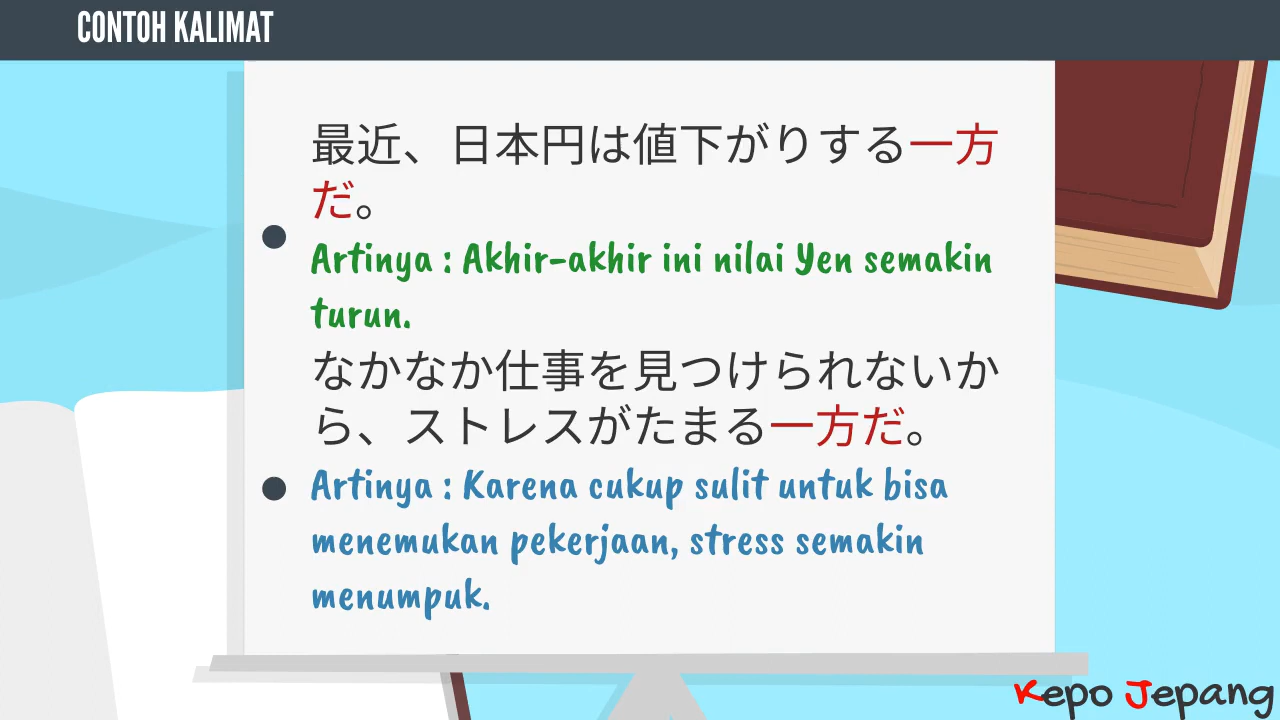 CONTOH KALIMAT
最近、日本円は値下がりする一方
だ。
Artinya : Akhir-akhir ini nilai Yen semakin
turun.
なかなか仕事を見つけられないか
ら、ストレスがたまる一方だ。
Artinya : Karena cukup sulit untuk bisa
menemukan pekerjaan, stress semakin
menumpuk.
Kepo Jepang